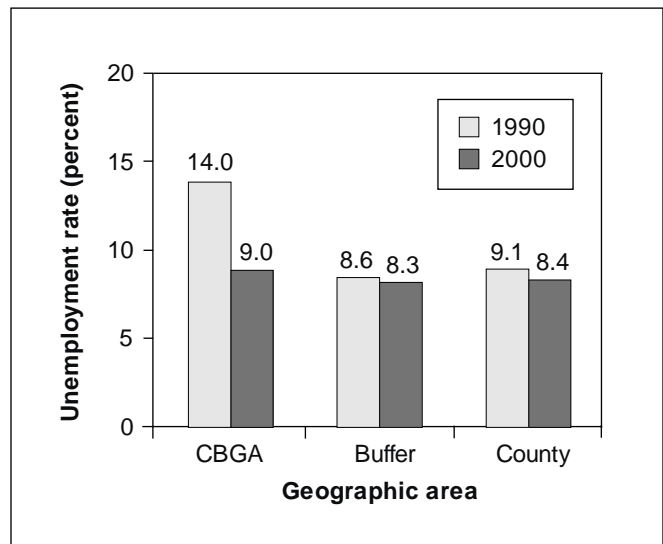 Unemployment rate (percent)
20
15
10
5
0
1990
2000
14.0
9.0
8.6
8.3
9.1
8.4
CBGA
Buffer
County
Geographic area